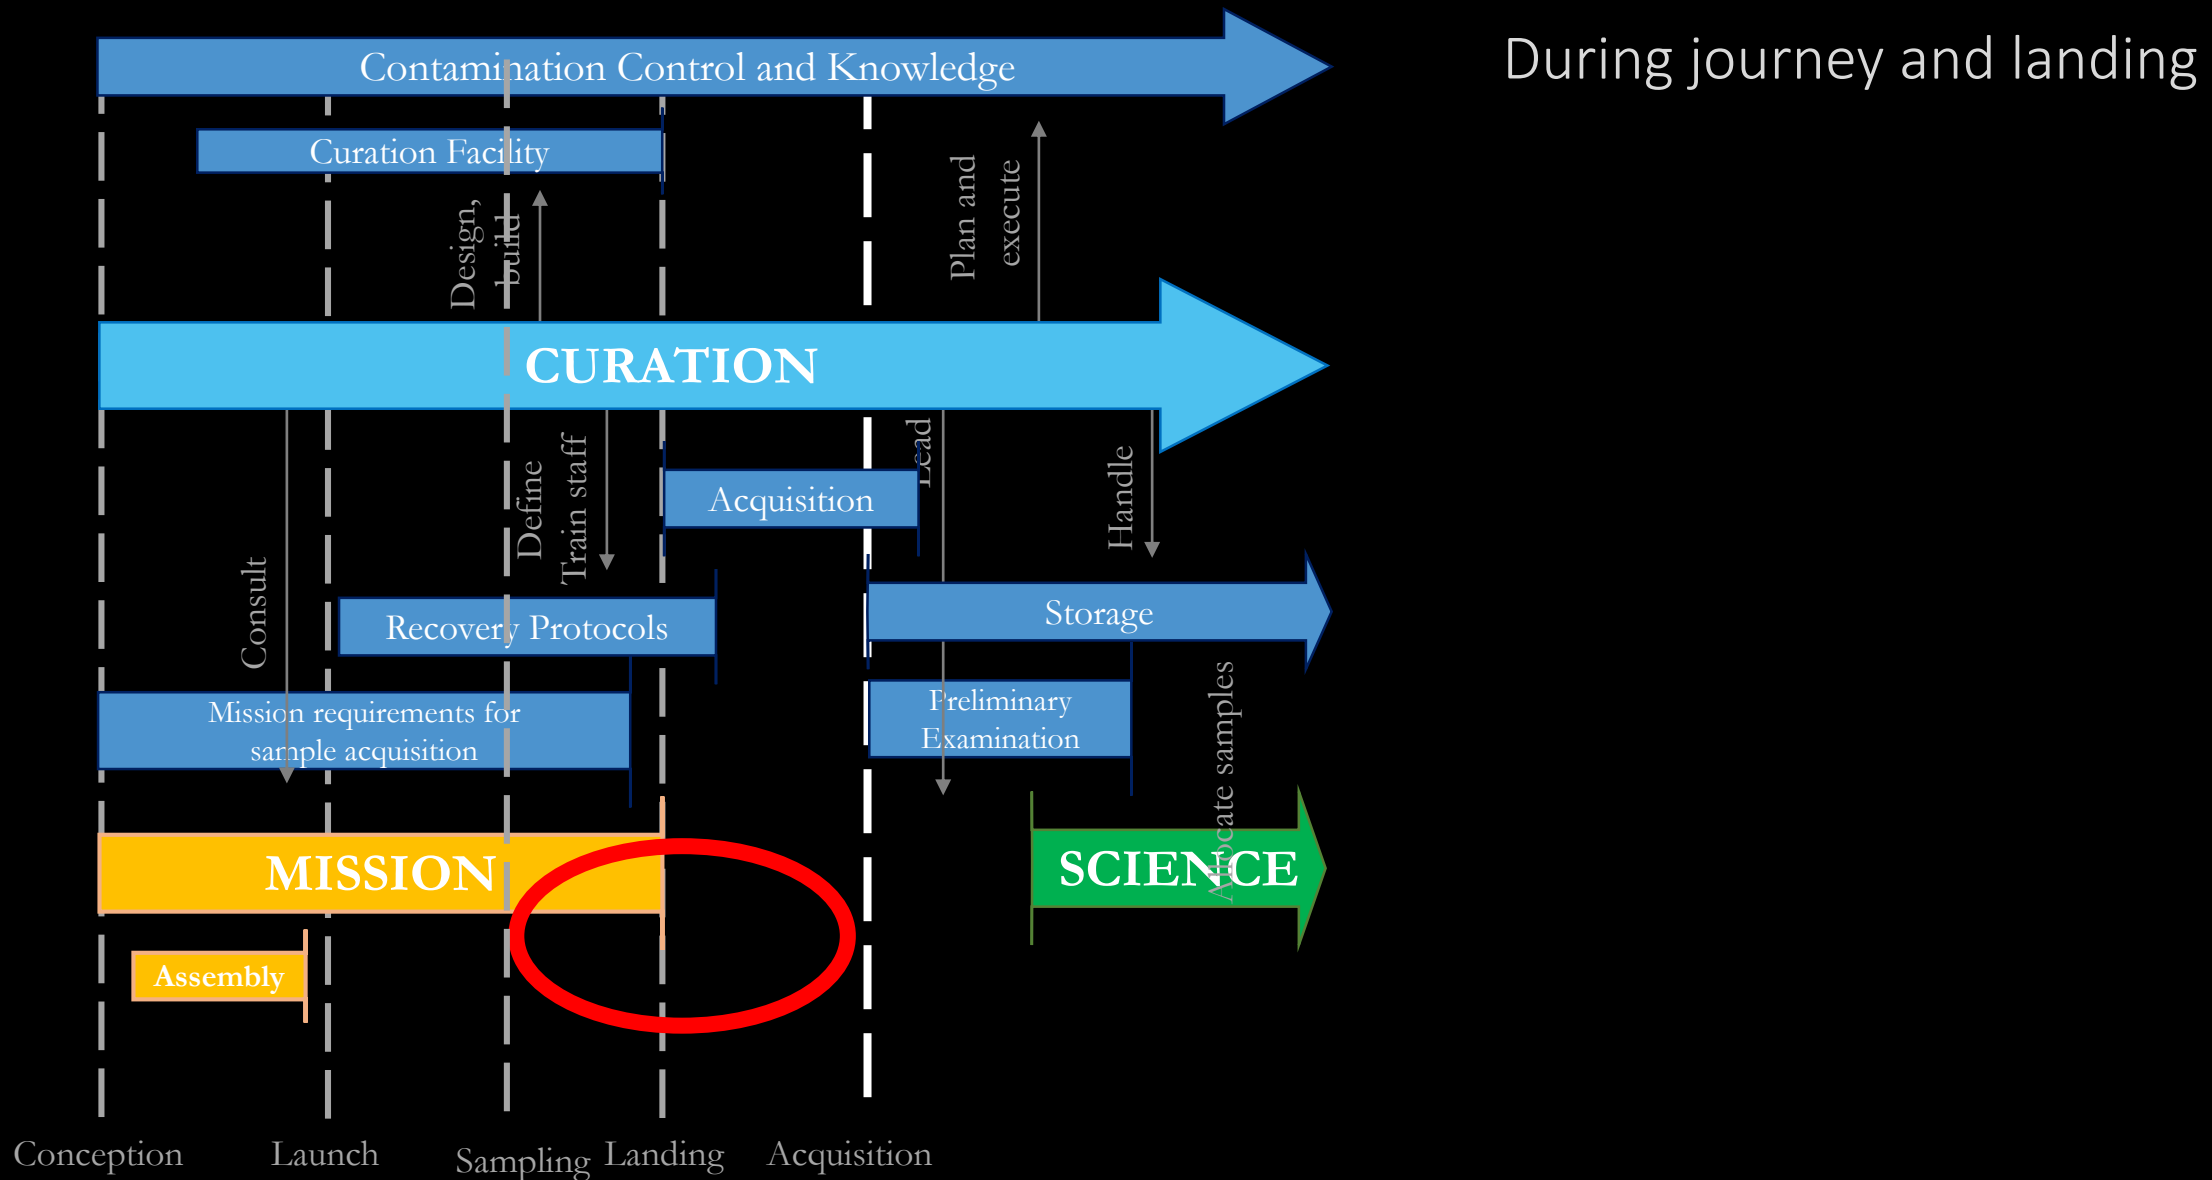 During journey and landing
Contamination Control and Knowledge
Curation Facility
Design,
build
Plan and
execute
CURATION
Consult
Define
Train staff
Lead
Handle
Acquisition
Recovery Protocols
Storage
Mission requirements for
sample acquisition
Preliminary
Examination
Allocate samples
MISSION
SCIENCE
Assembly
Conception
Launch
Sampling
Landing
Acquisition